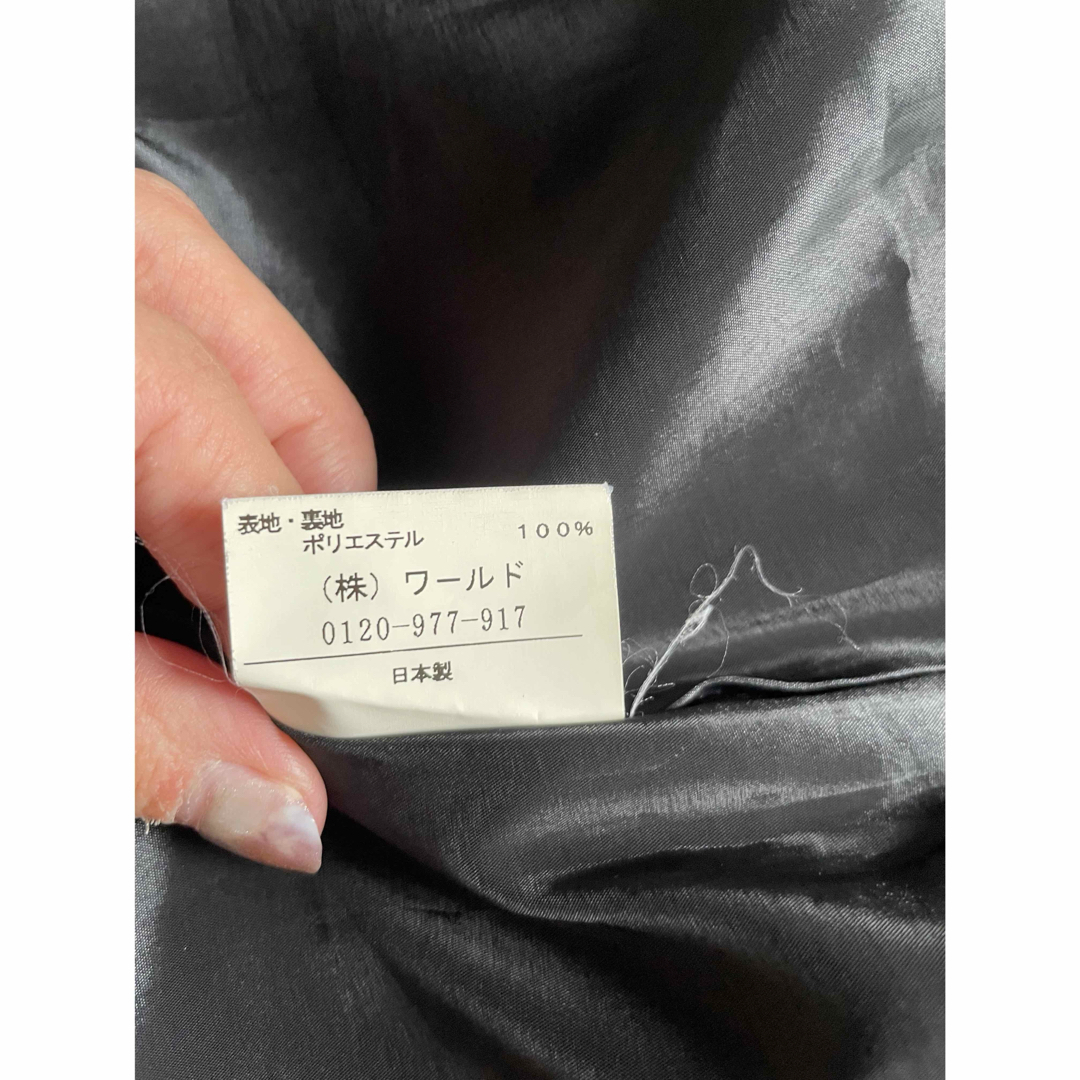 表地・裏地
ポリエステル 100%
（株）ワールド
0120-977-917
日本製